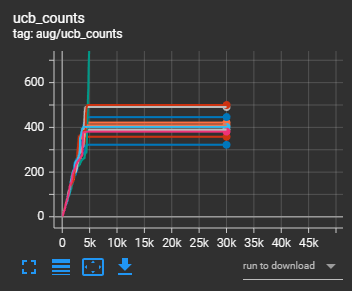 ucb_counts
tag: aug/ucb_counts
600
400
200
0
0 5k 10k 15k 20k 25k 30k 35k 40k 45k
run to download